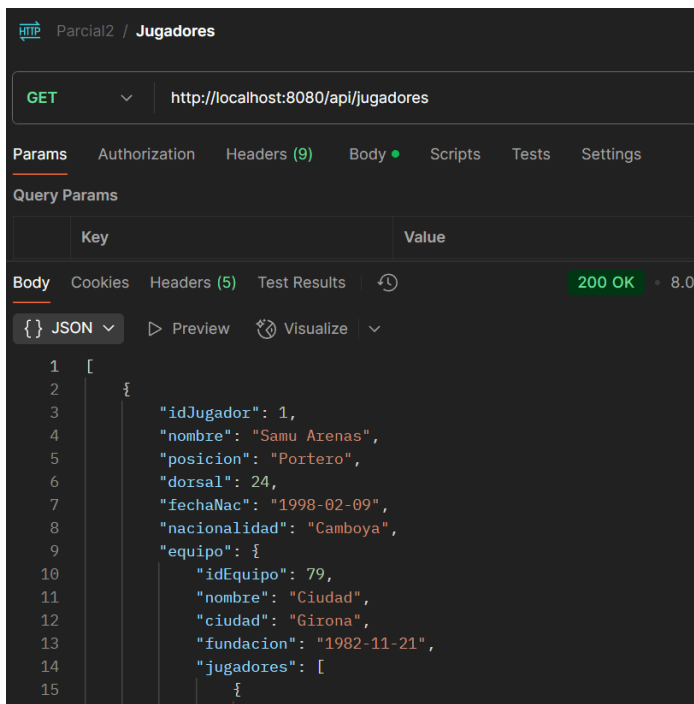 HTTP Parcial2 / Jugadores
GET http://localhost:8080/api/jugadores
Params Authorization Headers (9) Body Scripts Tests Settings
Query Params
Key Value
Body Cookies Headers (5) Test Results 200 OK • 8.0
{} JSON Preview Visualize
1 [
2 {
3 "idJugador": 1,
4 "nombre": "Samu Arenas",
5 "posicion": "Portero",
6 "dorsal": 24,
7 "fechaNac": "1998-02-09",
8 "nacionalidad": "Camboya",
9 "equipo": {
10 "idEquipo": 79,
11 "nombre": "Ciudad",
12 "ciudad": "Girona",
13 "fundacion": "1982-11-21",
14 "jugadores": [
15 {